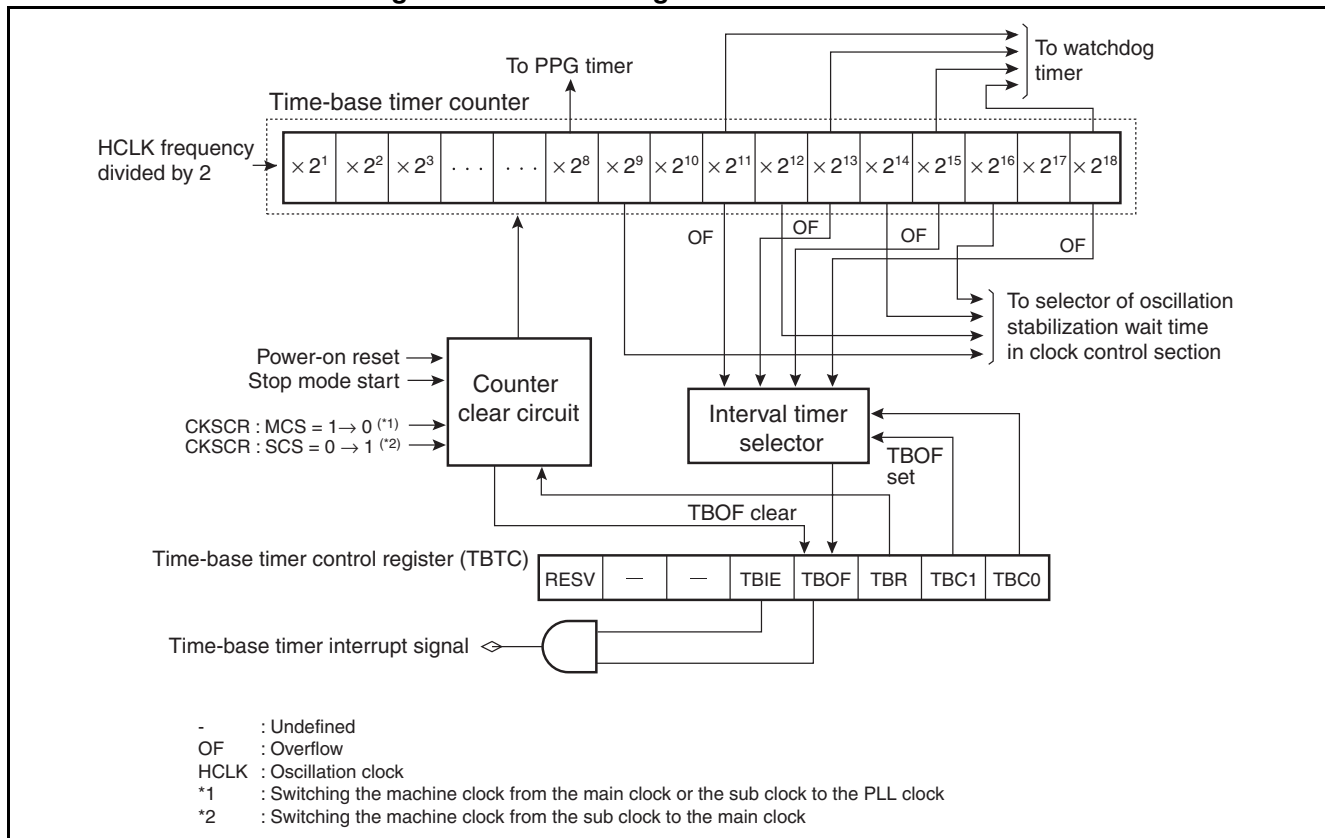 To PPG timer
To watchdog
timer
Time-base timer counter
HCLK frequency
divided by 2
× 2¹ × 2² × 2³ · · · · · · × 2⁸ × 2⁹ × 2¹⁰ × 2¹¹ × 2¹² × 2¹³ × 2¹⁴ × 2¹⁵ × 2¹⁶ × 2¹⁷ × 2¹⁸
OF OF OF OF
To selector of oscillation
stabilization wait time
in clock control section
Power-on reset
Stop mode start
CKSCR : MCS = 1→ 0 (*1)
CKSCR : SCS = 0 → 1 (*2)
Counter
clear circuit
Interval timer
selector
TBOF
set
TBOF clear
Time-base timer control register (TBTC)
RESV — — TBIE TBOF TBR TBC1 TBC0
Time-base timer interrupt signal
- : Undefined
OF : Overflow
HCLK : Oscillation clock
*1 : Switching the machine clock from the main clock or the sub clock to the PLL clock
*2 : Switching the machine clock from the sub clock to the main clock